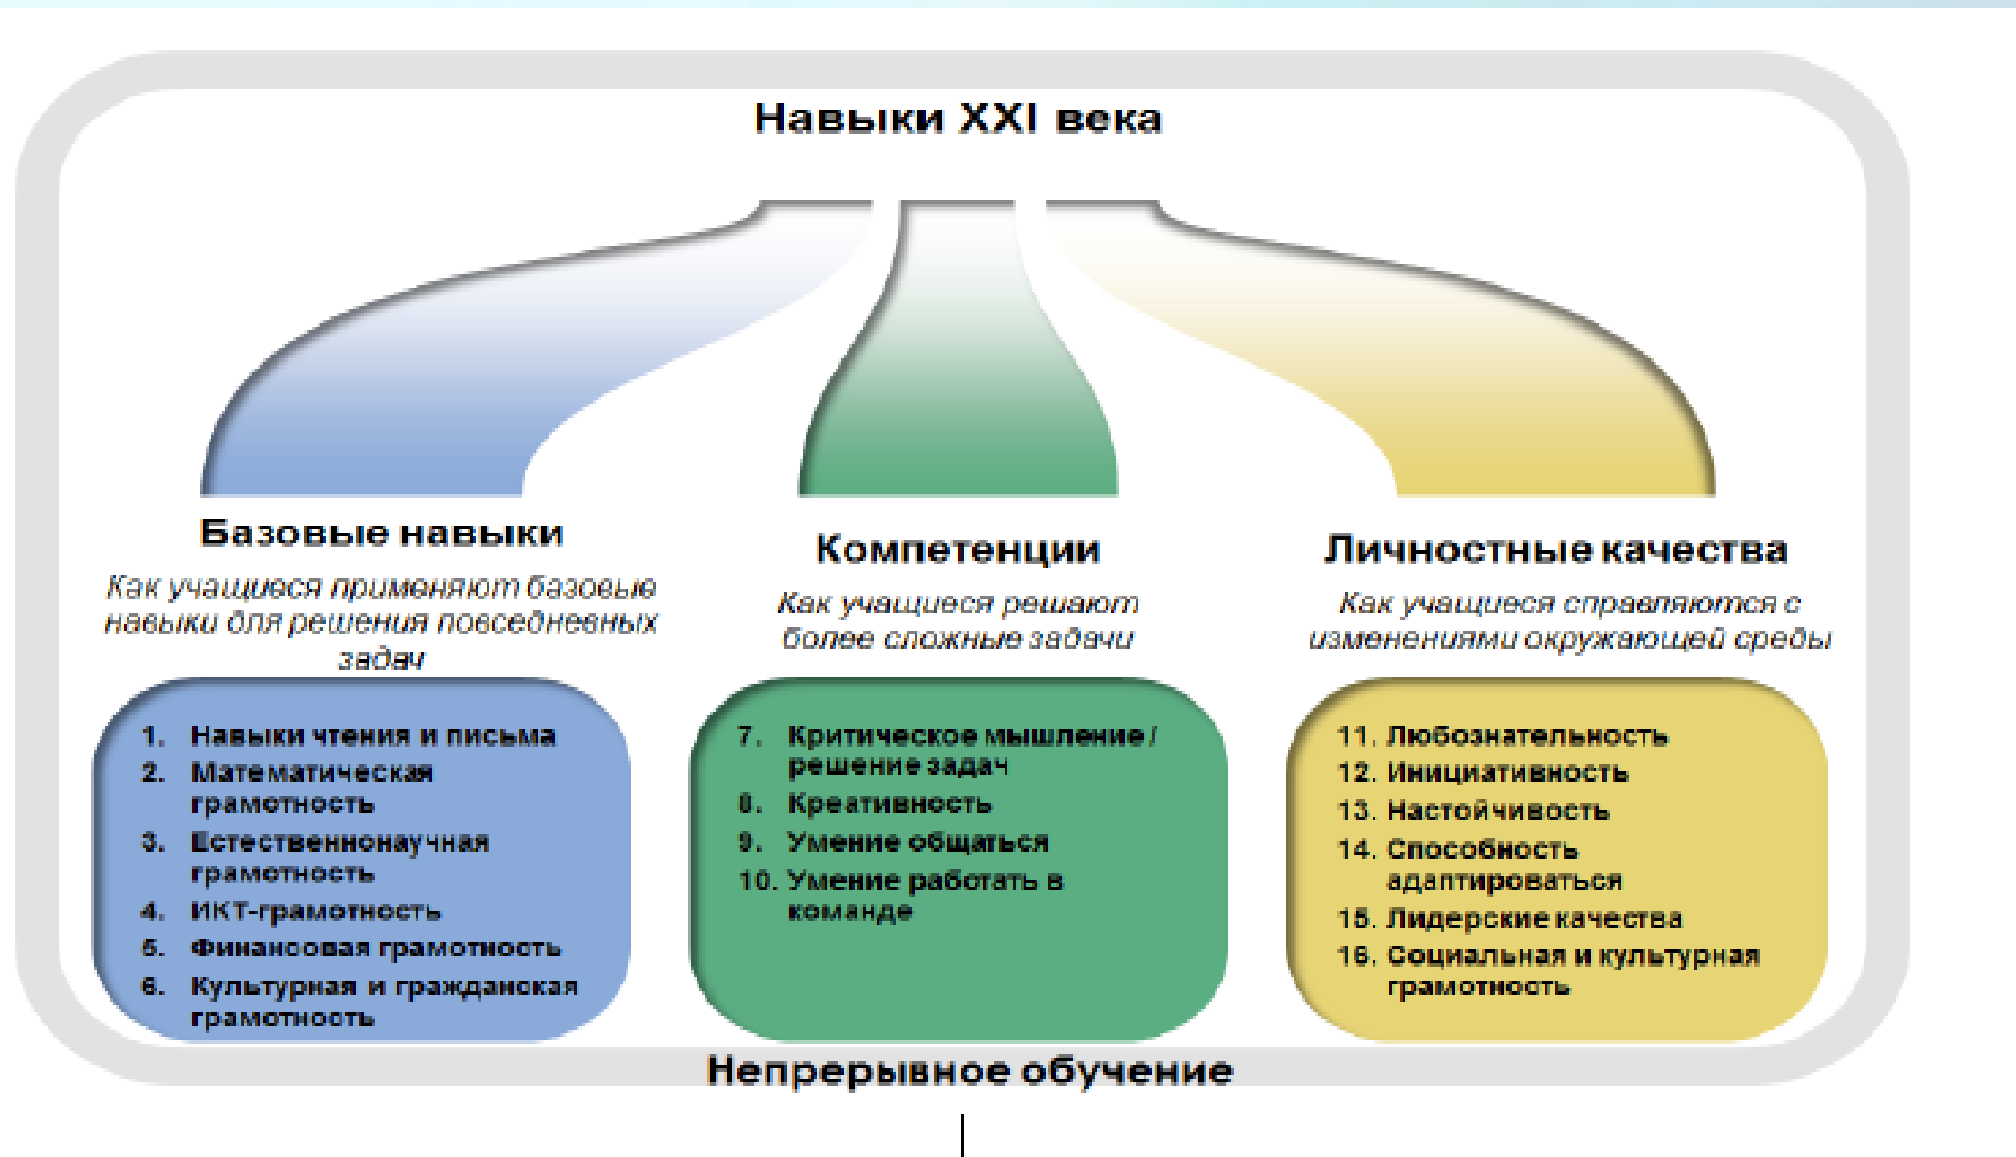 Навыки XXI века
Базовые навыки
Как учащиеся применяют базовые
навыки для решения повседневных
задач
1. Навыки чтения и письма
2. Математическая
грамотность
3. Естественнонаучная
грамотность
4. ИКТ-грамотность
5. Финансовая грамотность
6. Культурная и гражданская
грамотность
Компетенции
Как учащиеся решают
более сложные задачи
7. Критическое мышление /
решение задач
8. Креативность
9. Умение общаться
10. Умение работать в
команде
Личностные качества
Как учащиеся справляются с
изменениями окружающей среды
11. Любознательность
12. Инициативность
13. Настойчивость
14. Способность
адаптироваться
15. Лидерские качества
16. Социальная и культурная
грамотность
Непрерывное обучение